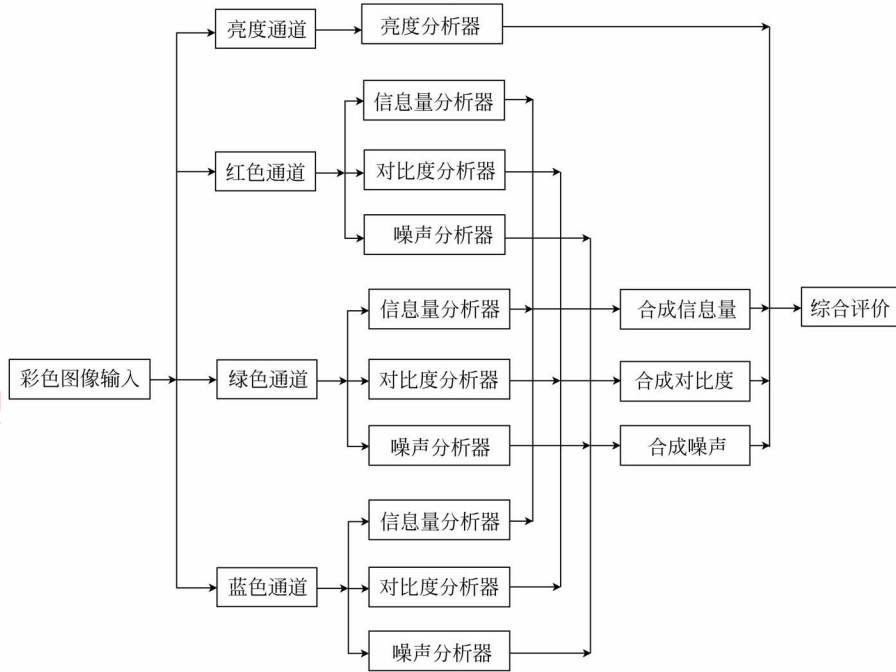 亮度通道
亮度分析器
信息量分析器
红色通道
对比度分析器
噪声分析器
信息量分析器
合成信息量
综合评价
彩色图像输入
绿色通道
对比度分析器
合成对比度
噪声分析器
合成噪声
信息量分析器
蓝色通道
对比度分析器
噪声分析器